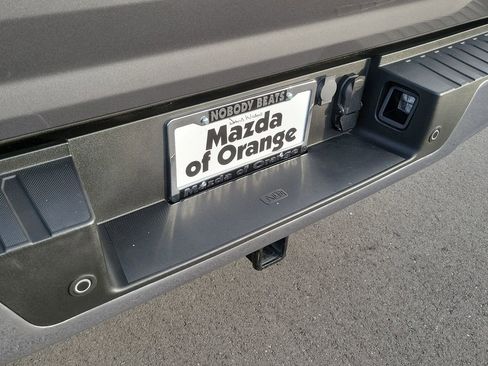 NOBODY BEATS
Mazda
of Orange
Mazda of Orange